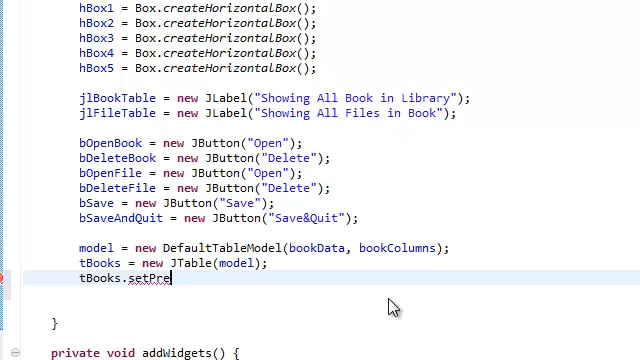 hBox1 = Box.createHorizontalBox();
hBox2 = Box.createHorizontalBox();
hBox3 = Box.createHorizontalBox();
hBox4 = Box.createHorizontalBox();
hBox5 = Box.createHorizontalBox();
jlBookTable = new JLabel("Showing All Book in Library");
jlFileTable = new JLabel("Showing All Files in Book");
bOpenBook = new JButton("Open");
bDeleteBook = new JButton("Delete");
bOpenFile = new JButton("Open");
bDeleteFile = new JButton("Delete");
bSave = new JButton("Save");
bSaveAndQuit = new JButton("Save&Quit");
model = new DefaultTableModel(bookData, bookColumns);
tBooks = new JTable(model);
tBooks.setPre
}
private void addWidgets() {